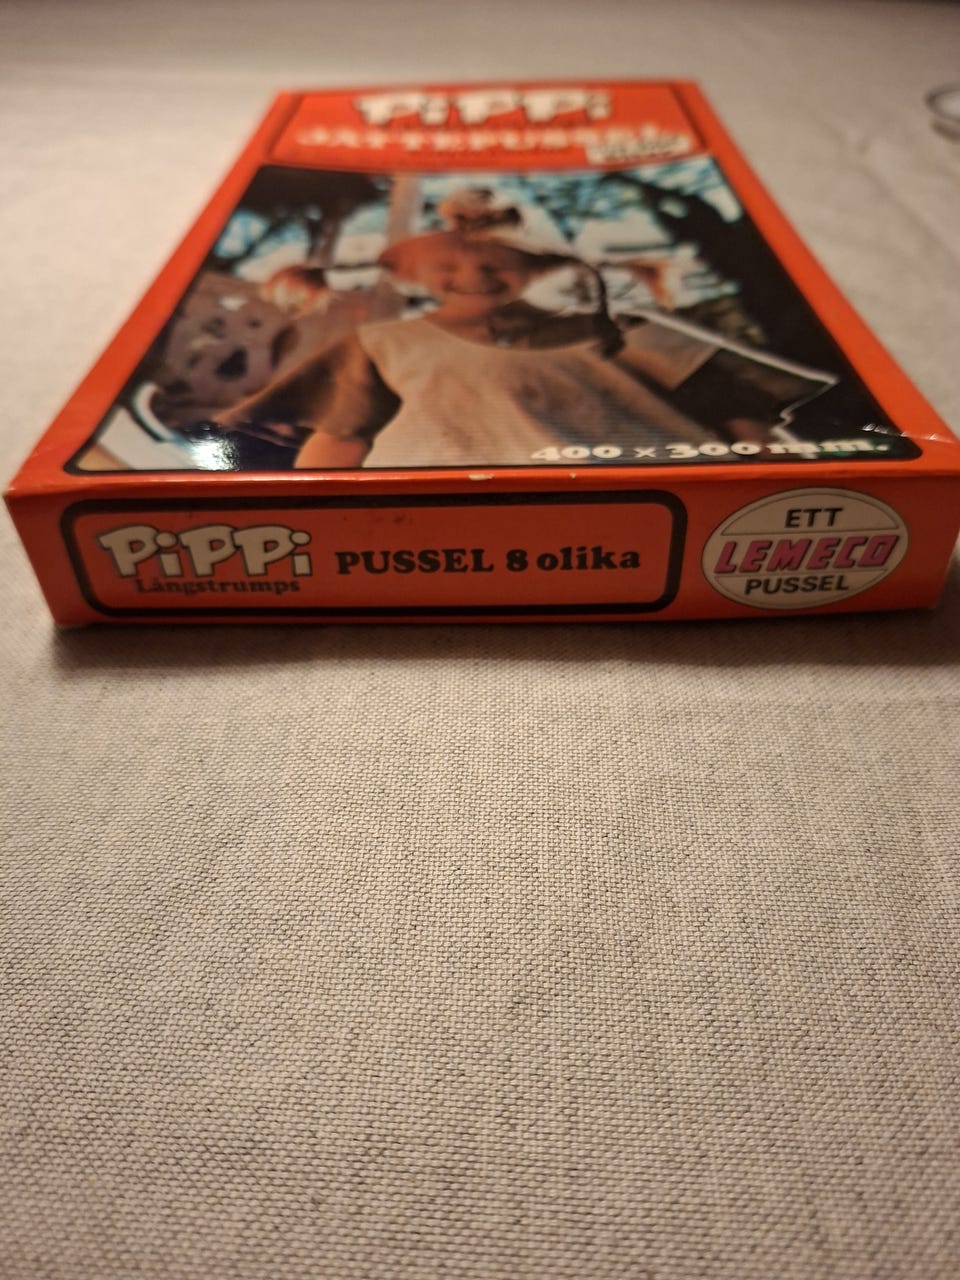 PiPPi
JÄTTEPUSSEL
400 x 300 mm.
PiPPi
Långstrumps
PUSSEL 8 olika
ETT
LEMECO
PUSSEL